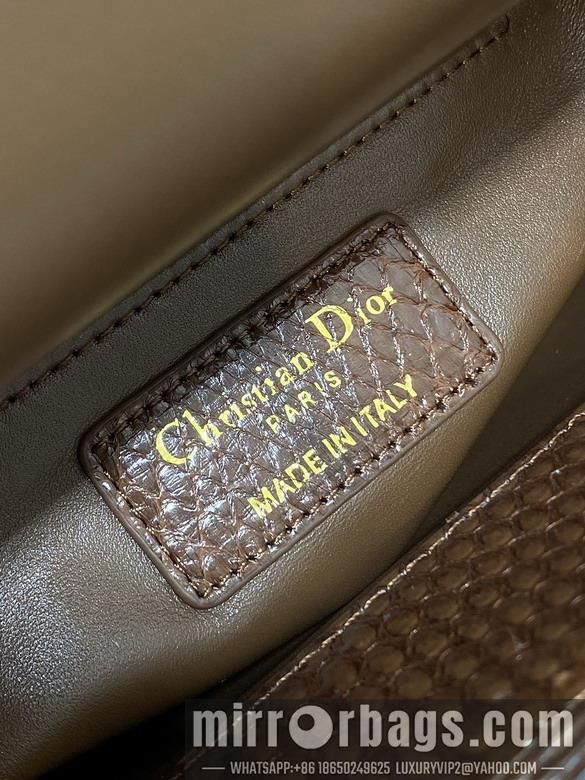 Christian Dior
PARIS
MADE IN ITALY
mirrorbags.com
— WHATSAPP:+86 18650249625 LUXURYVIP2@YAHOO.COM —